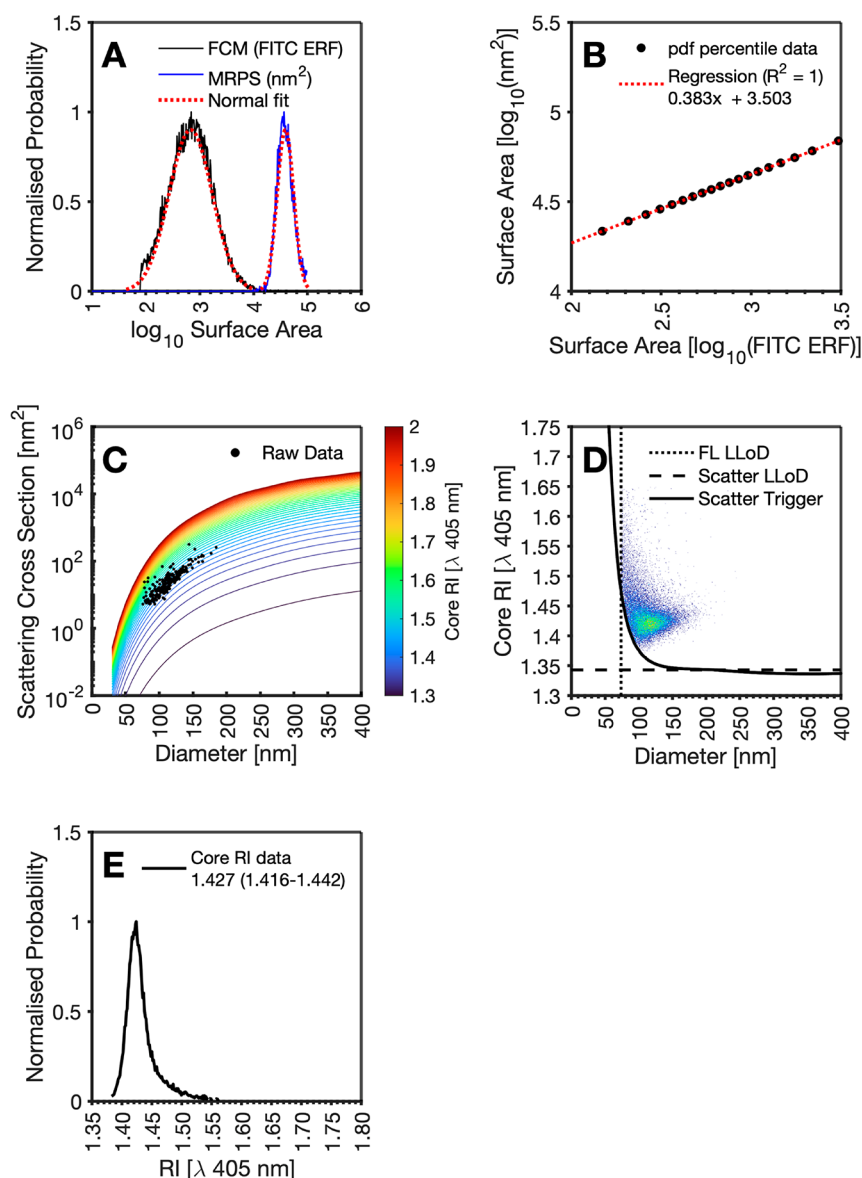 A
FCM (FITC ERF)
MRPS (nm²)
Normal fit
Normalised Probability
1.5
1
0.5
0
1
2
3
4
5
6
log₁₀ Surface Area
B
pdf percentile data
Regression (R² = 1)
0.383x + 3.503
Surface Area [log₁₀(nm²)]
5.5
5
4.5
4
2
2.5
3
3.5
Surface Area [log₁₀(FITC ERF)]
C
Raw Data
Scattering Cross Section [nm²]
10⁶
10⁴
10²
10⁰
10⁻²
0
50
100
150
200
250
300
350
400
Diameter [nm]
2
1.9
1.8
1.7
1.6
1.5
1.4
1.3
Core RI [λ 405 nm]
D
FL LLoD
Scatter LLoD
Scatter Trigger
Core RI [λ 405 nm]
1.75
1.7
1.65
1.6
1.55
1.5
1.45
1.4
1.35
1.3
0
50
100
150
200
250
300
350
400
Diameter [nm]
E
Core RI data
1.427 (1.416-1.442)
Normalised Probability
1.5
1
0.5
0
1.35
1.40
1.45
1.50
1.55
1.60
1.65
1.70
1.75
1.80
RI [λ 405 nm]